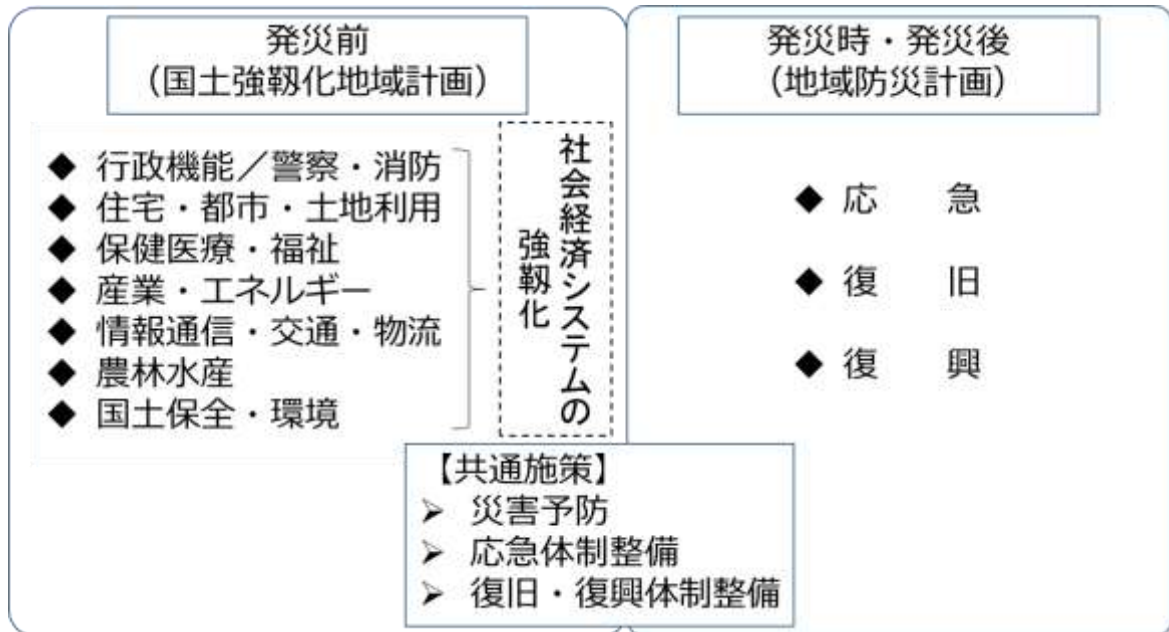 発災前
（国土強靱化地域計画）
◆ 行政機能／警察・消防
◆ 住宅・都市・土地利用
◆ 保健医療・福祉
◆ 産業・エネルギー
◆ 情報通信・交通・物流
◆ 農林水産
◆ 国土保全・環境
社会経済システムの
強靱化
発災時・発災後
（地域防災計画）
◆ 応　　急
◆ 復　　旧
◆ 復　　興
【共通施策】
➢ 災害予防
➢ 応急体制整備
➢ 復旧・復興体制整備